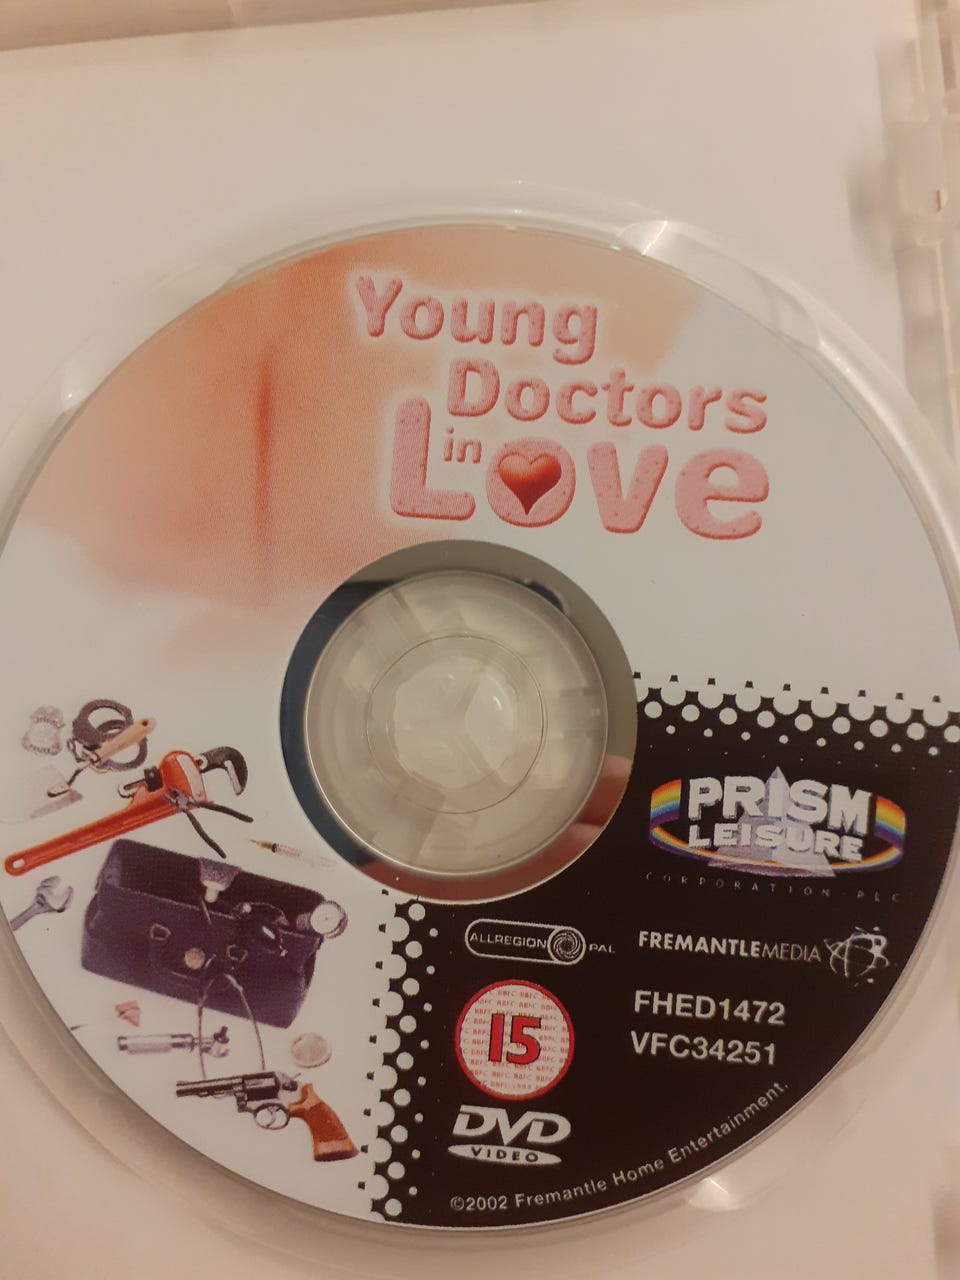 Young
Doctors
in
Love
PRISM
LEISURE
CORPORATION PLC
ALLREGION PAL
FREMANTLEMEDIA
FHED1472
VFC34251
15
DVD
VIDEO
©2002 Fremantle Home Entertainment.